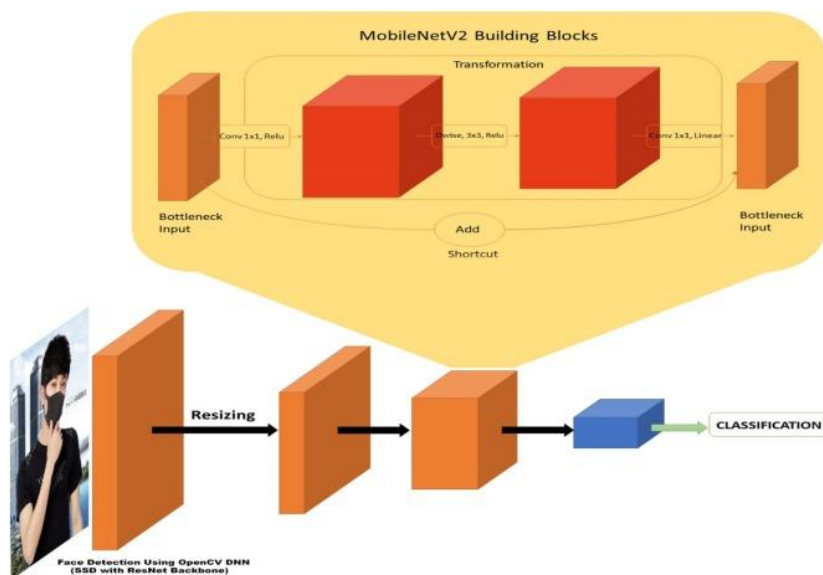 MobileNetV2 Building Blocks
Transformation
Conv 1x1, Relu
Dwise, 3x3, Relu
Conv 1x1, Linear
Bottleneck
Input
Add
Shortcut
Bottleneck
Input
Resizing
CLASSIFICATION
Face Detection Using OpenCV DNN
(SSD with ResNet Backbone)